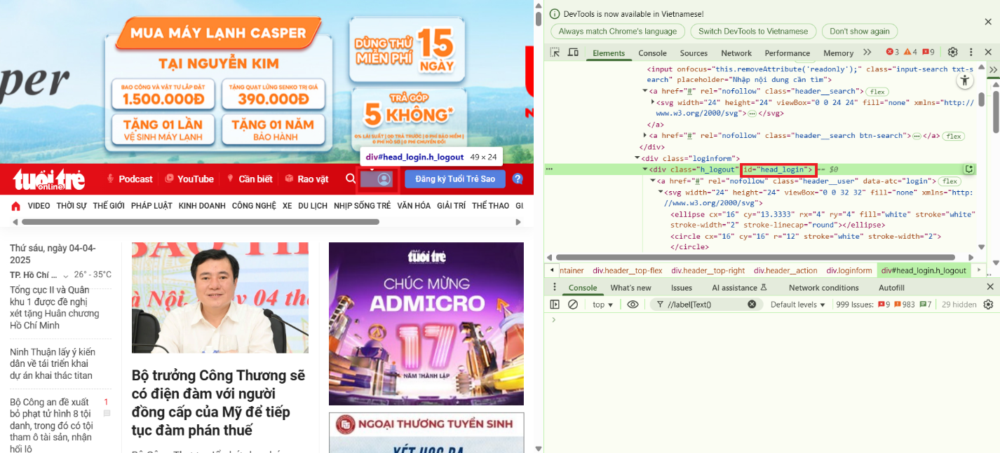 per
MUA MÁY LẠNH CASPER
TẠI NGUYỄN KIM
BAO CÔNG VÀ VẬT TƯ LẮP ĐẶT
1.500.000Đ
TẶNG QUẠT LỬNG SENKO TRỊ GIÁ
390.000Đ
TẶNG 01 LẦN
VỆ SINH MÁY LẠNH
TẶNG 01 NĂM
BẢO HÀNH
DÙNG THỬ
MIỄN PHÍ
15
NGÀY
TRẢ GÓP
5 KHÔNG*
0% LÃI SUẤT | 0Đ TRẢ TRƯỚC | 0 PHÍ BẢO HIỂM |
0 PHÍ HỒ SƠ | 0 PHÍ CHUYỂN ĐỔI
div#head_login.h_logout 49 × 24
tuổi trẻ
online
Podcast
YouTube
Cần biết
Rao vặt
Đăng ký Tuổi Trẻ Sao
?
VIDEO THỜI SỰ THẾ GIỚI PHÁP LUẬT KINH DOANH CÔNG NGHỆ XE DU LỊCH NHỊP SỐNG TRẺ VĂN HÓA GIẢI TRÍ THỂ THAO GI
Thứ sáu, ngày 04-04-
2025
TP. Hồ Chí ... 26° - 35°C
Tổng cục II và Quân
khu 1 được đề nghị
xét tặng Huân chương
Hồ Chí Minh
Ninh Thuận lấy ý kiến
dân về tái triển khai
dự án khai thác titan
Bộ Công an đề xuất
bỏ phạt tử hình 8 tội
danh, trong đó có tội
tham ô tài sản, nhận
hối lộ
1
04 thá
Bộ trưởng Công Thương sẽ
có điện đàm với người
đồng cấp của Mỹ để tiếp
tục đàm phán thuế
BÁO
tuổi trẻ
CHÚC MỪNG
ADMICRO
17
NĂM THÀNH LẬP
NGOẠI THƯƠNG TUYỂN SINH
DevTools is now available in Vietnamese!
Always match Chrome's language
Switch DevTools to Vietnamese
Don't show again
Elements Console Sources Network Performance Memory 3 4 9
<input onfocus="this.removeAttribute('readonly');" class="input-search txt-s
earch" placeholder="Nhập nội dung cần tìm">
<a href="#" rel="nofollow" class="header__search"> flex
<svg width="24" height="24" viewBox="0 0 24 24" fill="none" xmlns="http://
www.w3.org/2000/svg"> ⋯ </svg>
</a>
<a href="#" rel="nofollow" class="header__search btn-search"> ⋯ </a> flex
</div>
<div class="loginform">
<div class="h_logout" id="head_login"> == $0
<a href="#" rel="nofollow" class="header__user" data-atc="login"> flex
<svg width="24" height="24" viewBox="0 0 32 32" fill="none" xmlns="http:
//www.w3.org/2000/svg">
<ellipse cx="16" cy="13.3333" rx="4" ry="4" fill="white" stroke="white"
stroke-width="2" stroke-linecap="round"></ellipse>
<circle cx="16" cy="16" r="12" stroke="white" stroke-width="2">
</circle>
ntainer div.header__top-flex div.header__top-right div.header__action div.loginform div#head_login.h_logout
Console What's new Issues AI assistance Network conditions Autofill
top //label[Text() Default levels 999 Issues: 9 983 7 29 hidden